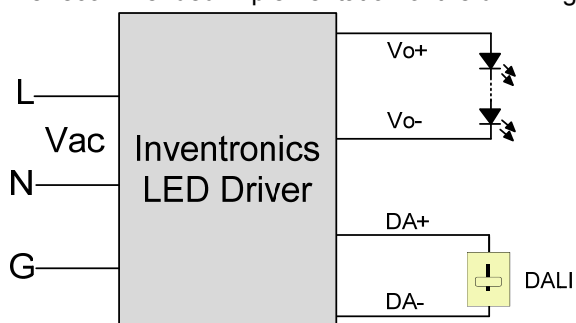 Vo+
L
Vo-
Vac
Inventronics
LED Driver
N
DA+
G
DALI
DA-